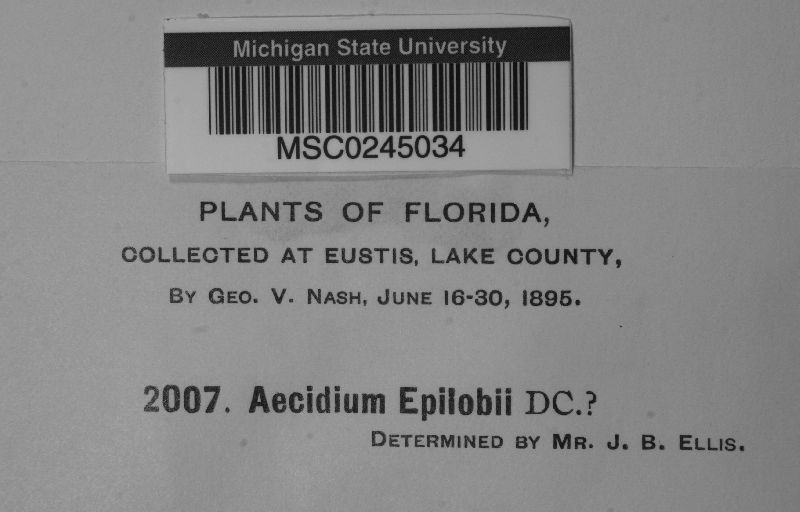 Michigan State University
MSC0245034
PLANTS OF FLORIDA,
COLLECTED AT EUSTIS, LAKE COUNTY,
BY GEO. V. NASH, JUNE 16-30, 1895.
2007. Aecidium Epilobii DC.?
DETERMINED BY MR. J. B. ELLIS.